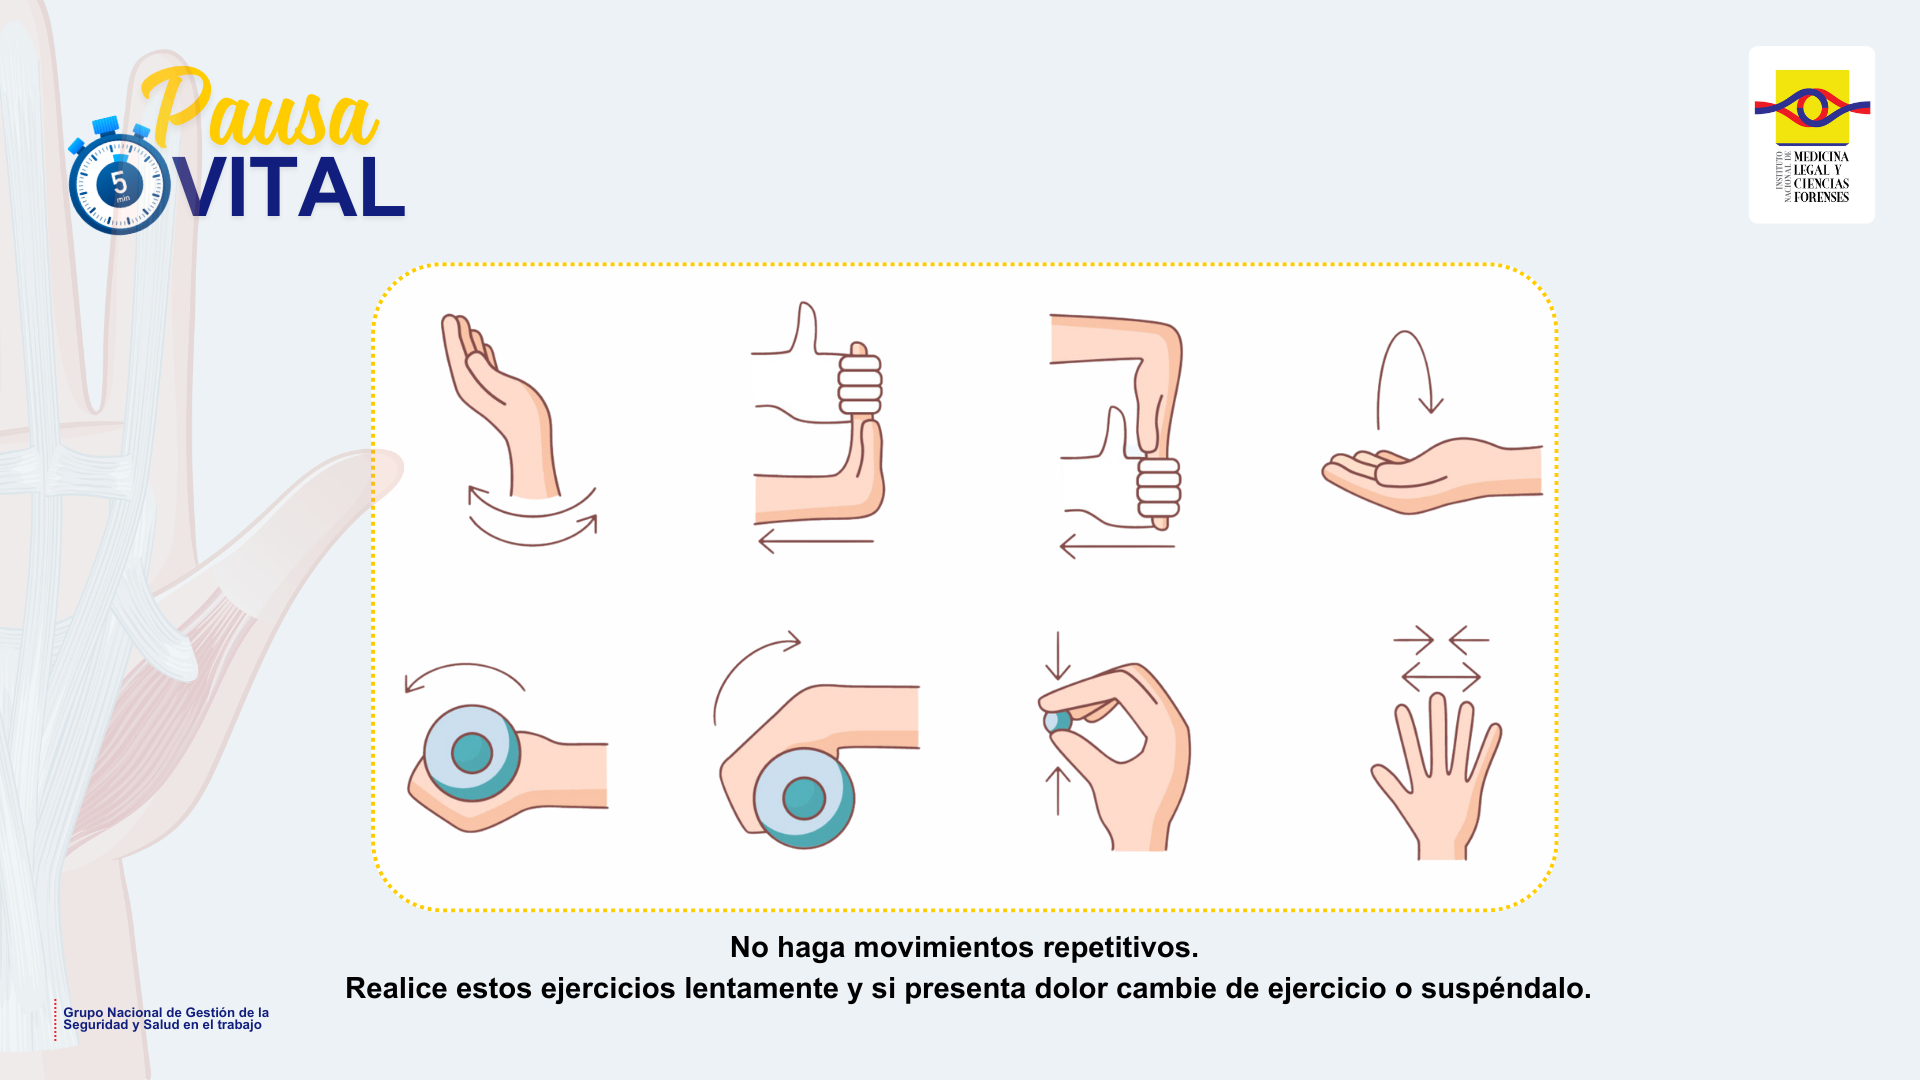 Pausa
VITAL
5
min
INSTITUTO
NACIONAL DE
MEDICINA
LEGAL Y
CIENCIAS
FORENSES
No haga movimientos repetitivos.
Realice estos ejercicios lentamente y si presenta dolor cambie de ejercicio o suspéndalo.
Grupo Nacional de Gestión de la
Seguridad y Salud en el trabajo